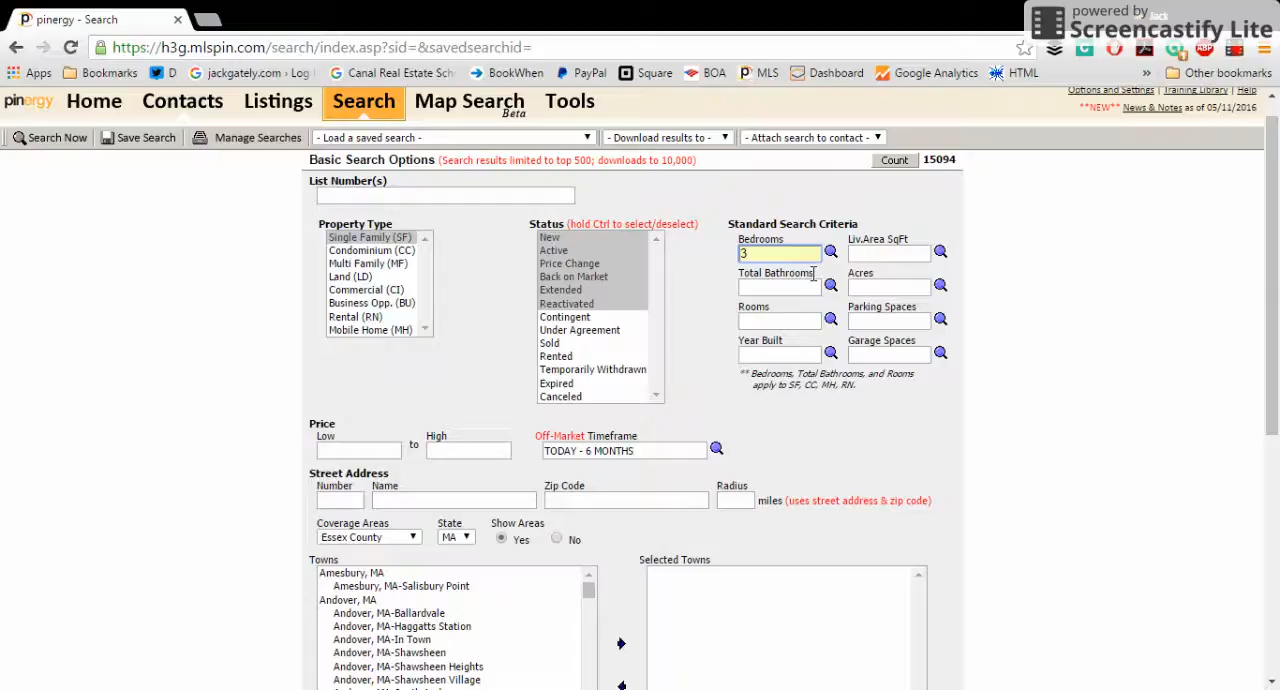 pinergy - Search
powered by
Screencastify Lite
Jack
https://h3g.mlspin.com/search/index.asp?sid=&savedsearchid=
Apps Bookmarks D jackgately.com › Log Canal Real Estate Sch BookWhen PayPal Square BOA MLS Dashboard Google Analytics HTML » Other bookmarks
pinergy Home Contacts Listings Search Map Search Tools
Beta
Options and Settings | Training Library | Help
**NEW** News & Notes as of 05/11/2016
Search Now Save Search Manage Searches - Load a saved search - - Download results to - - Attach search to contact -
Basic Search Options (Search results limited to top 500; downloads to 10,000) Count 15094
List Number(s)
Property Type
Single Family (SF)
Condominium (CC)
Multi Family (MF)
Land (LD)
Commercial (CI)
Business Opp. (BU)
Rental (RN)
Mobile Home (MH)
Status (hold Ctrl to select/deselect)
New
Active
Price Change
Back on Market
Extended
Reactivated
Contingent
Under Agreement
Sold
Rented
Temporarily Withdrawn
Expired
Canceled
Standard Search Criteria
Bedrooms Liv.Area SqFt
3
Total Bathrooms Acres
Rooms Parking Spaces
Year Built Garage Spaces
** Bedrooms, Total Bathrooms, and Rooms
apply to SF, CC, MH, RN.
Price
Low to High
Off-Market Timeframe
TODAY - 6 MONTHS
Street Address
Number Name Zip Code Radius
miles (uses street address & zip code)
Coverage Areas State Show Areas
Essex County MA Yes No
Towns Selected Towns
Amesbury, MA
Amesbury, MA-Salisbury Point
Andover, MA
Andover, MA-Ballardvale
Andover, MA-Haggatts Station
Andover, MA-In Town
Andover, MA-Shawsheen
Andover, MA-Shawsheen Heights
Andover, MA-Shawsheen Village